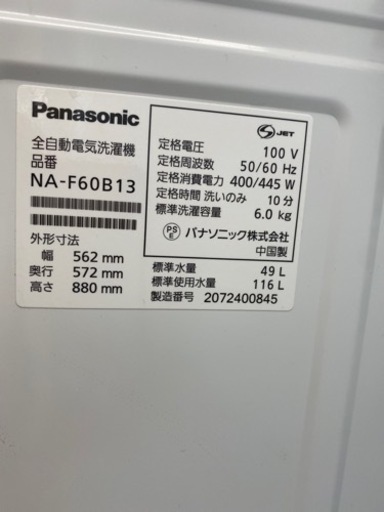 Panasonic
全自動電気洗濯機
品番
NA-F60B13
外形寸法
幅 562 mm
奥行 572 mm
高さ 880 mm
S JET
定格電圧 100 V
定格周波数 50/60 Hz
定格消費電力 400/445 W
定格時間 洗いのみ 10分
標準洗濯容量 6.0 kg
PS E パナソニック株式会社
中国製
標準水量 49 L
標準使用水量 116 L
製造番号 2072400845